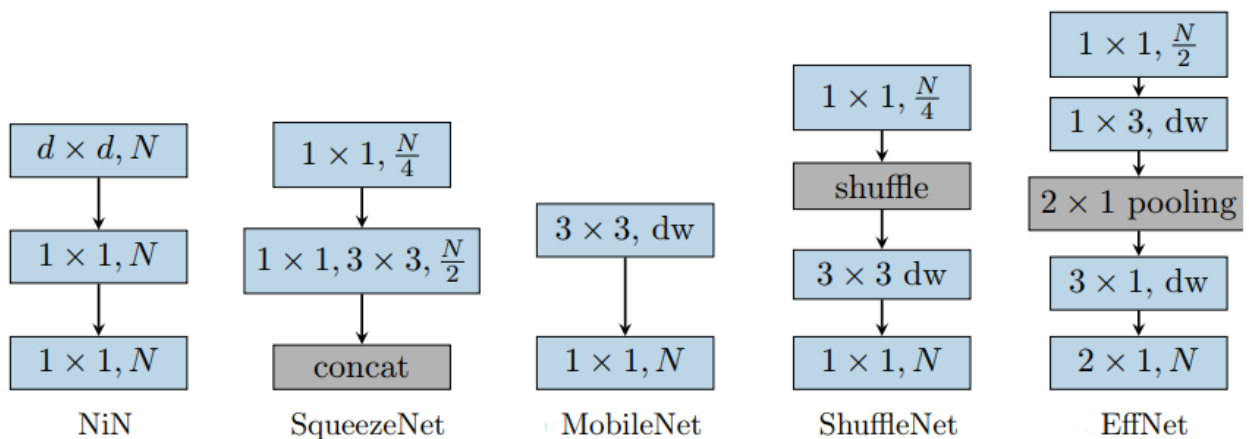 d × d, N
1 × 1, N
1 × 1, N
NiN
1 × 1, N/4
1 × 1, 3 × 3, N/2
concat
SqueezeNet
3 × 3, dw
1 × 1, N
MobileNet
1 × 1, N/4
shuffle
3 × 3 dw
1 × 1, N
ShuffleNet
1 × 1, N/2
1 × 3, dw
2 × 1 pooling
3 × 1, dw
2 × 1, N
EffNet